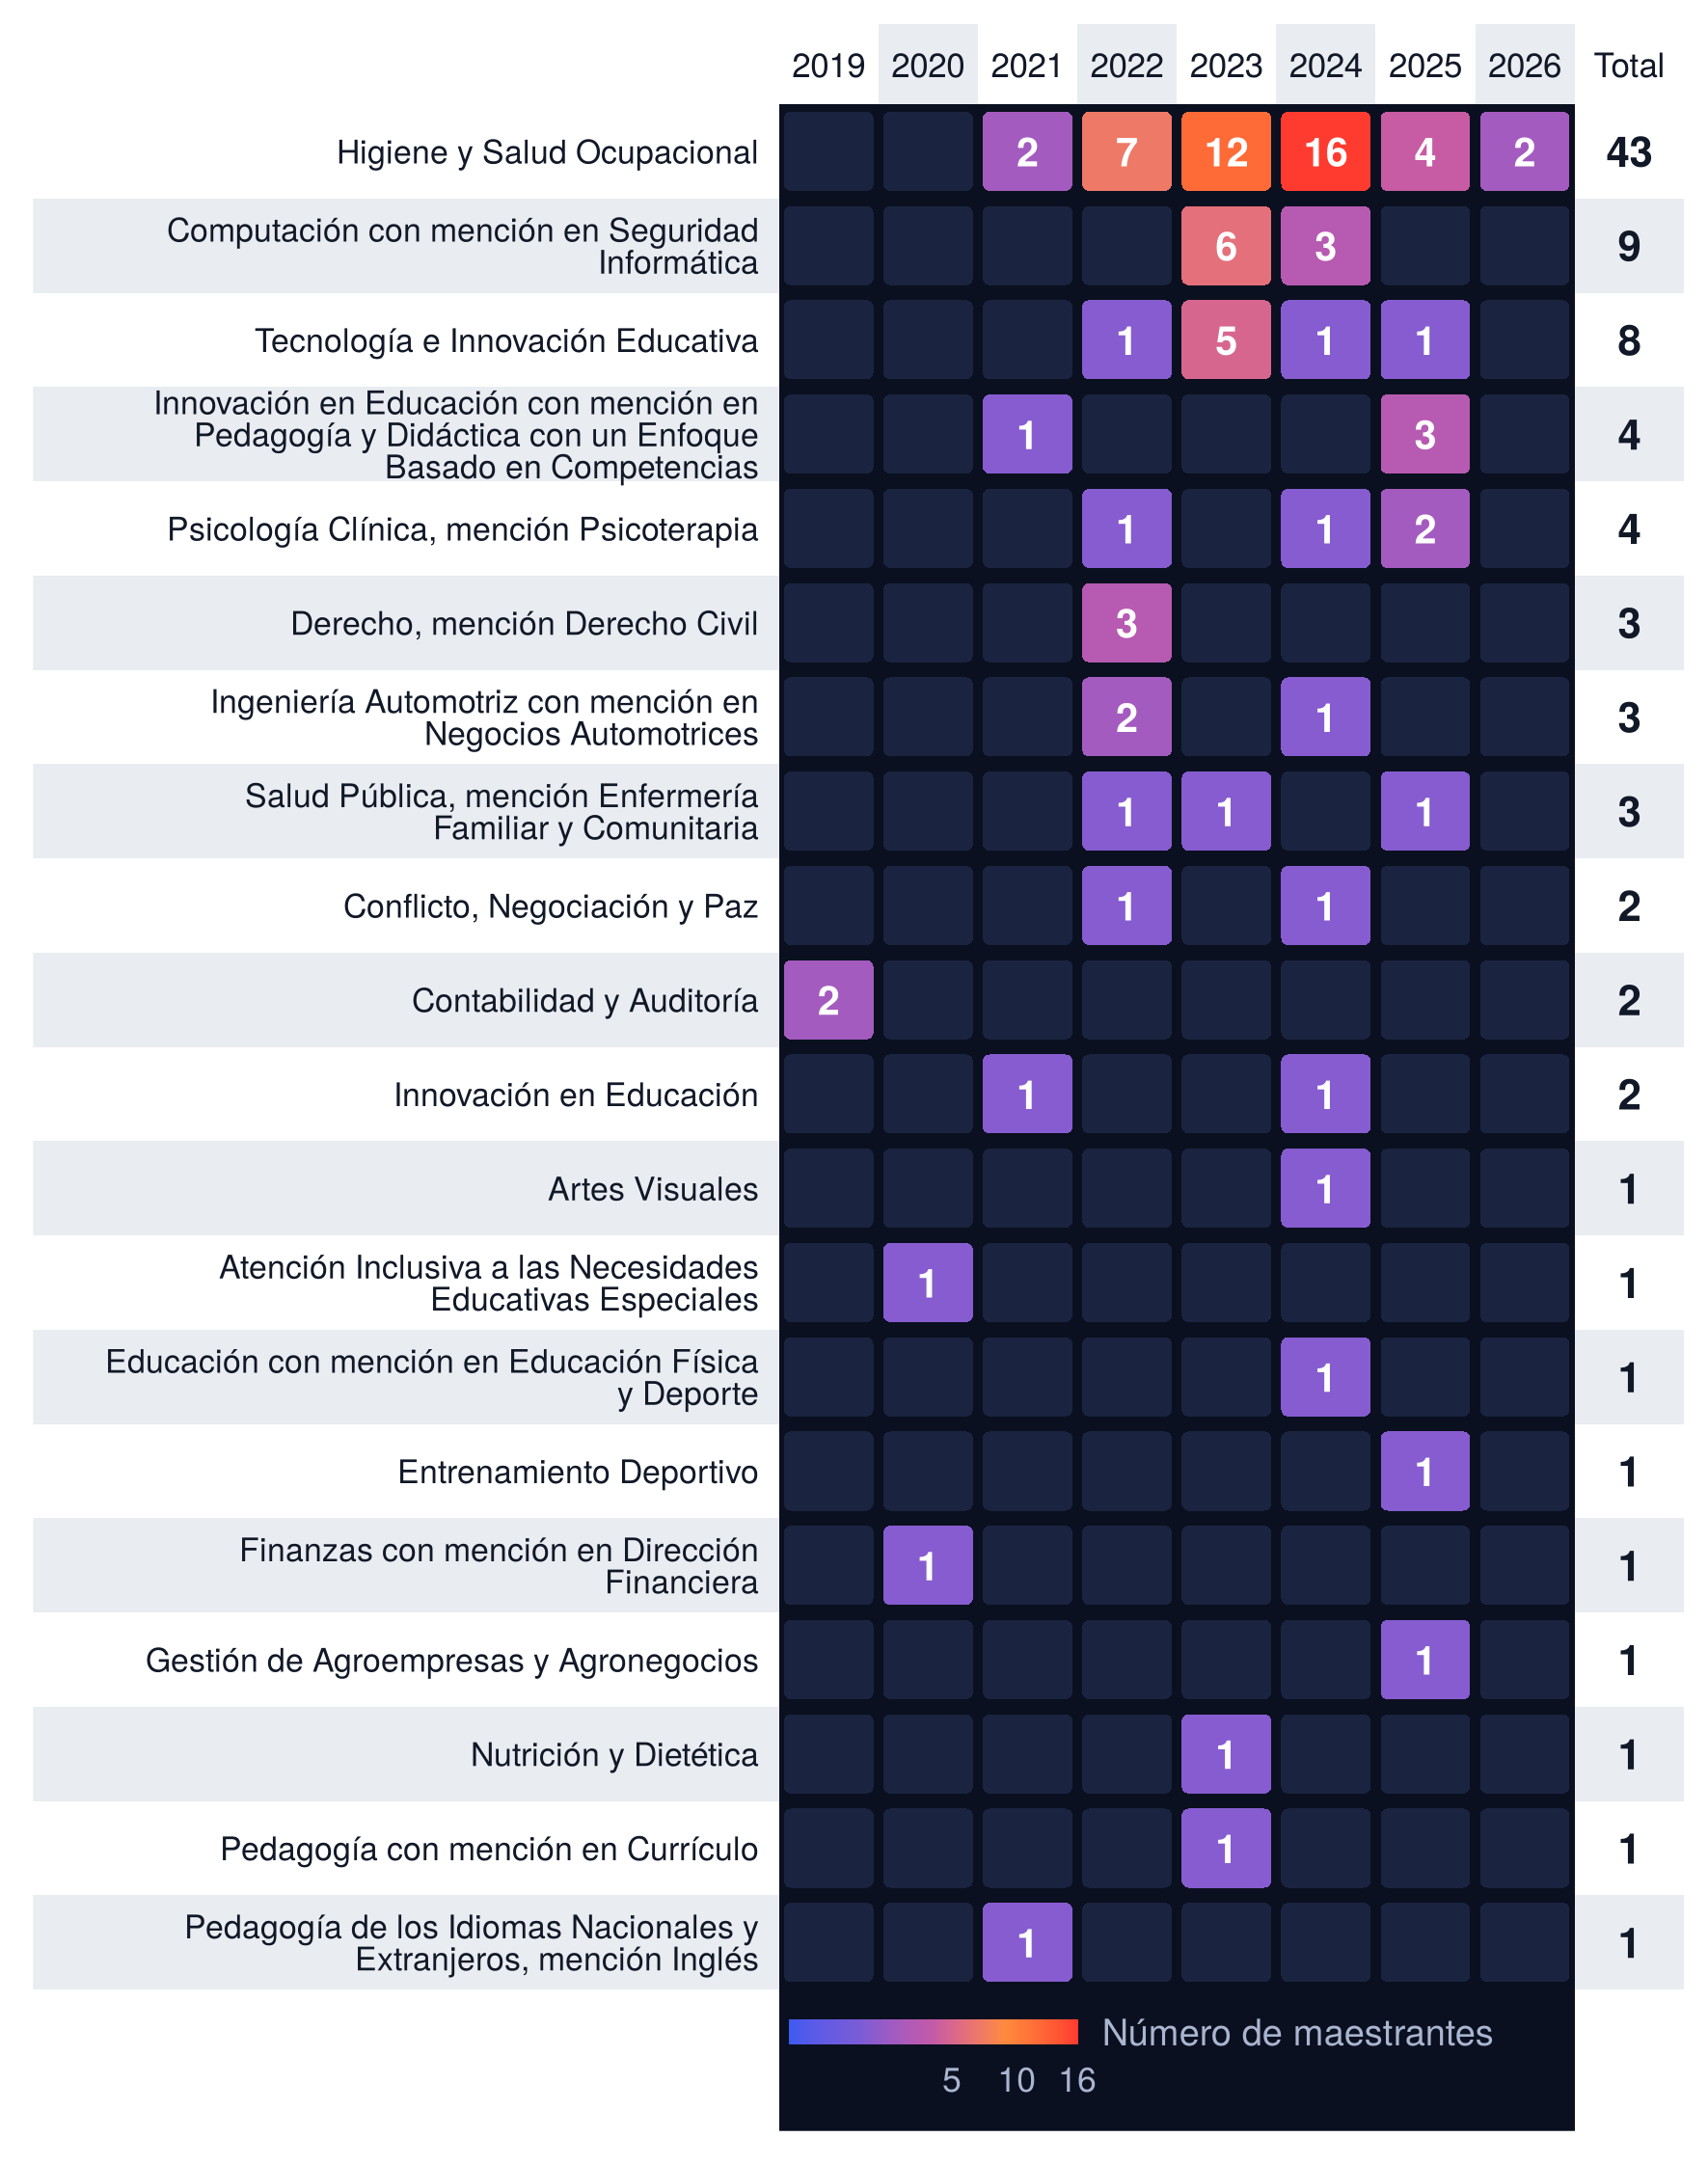 2019 2020 2021 2022 2023 2024 2025 2026 Total
Higiene y Salud Ocupacional 2 7 12 16 4 2 43
Computación con mención en Seguridad
Informática 6 3 9
Tecnología e Innovación Educativa 1 5 1 1 8
Innovación en Educación con mención en
Pedagogía y Didáctica con un Enfoque 1 3 4
Basado en Competencias
Psicología Clínica, mención Psicoterapia 1 1 2 4
Derecho, mención Derecho Civil 3 3
Ingeniería Automotriz con mención en
Negocios Automotrices 2 1 3
Salud Pública, mención Enfermería
Familiar y Comunitaria 1 1 1 3
Conflicto, Negociación y Paz 1 1 2
Contabilidad y Auditoría 2 2
Innovación en Educación 1 1 2
Artes Visuales 1 1
Atención Inclusiva a las Necesidades
Educativas Especiales 1 1
Educación con mención en Educación Física
y Deporte 1 1
Entrenamiento Deportivo 1 1
Finanzas con mención en Dirección
Financiera 1 1
Gestión de Agroempresas y Agronegocios 1 1
Nutrición y Dietética 1 1
Pedagogía con mención en Currículo 1 1
Pedagogía de los Idiomas Nacionales y
Extranjeros, mención Inglés 1 1
Número de maestrantes
5 10 16